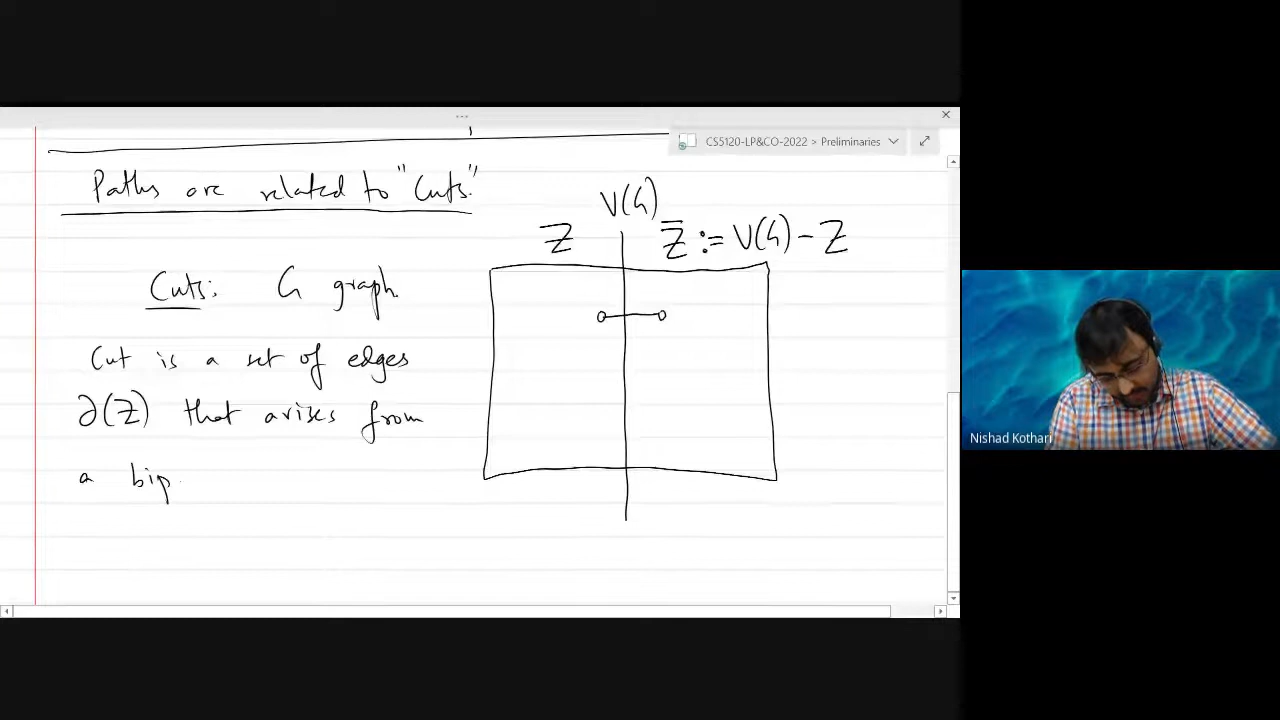 CS5120-LP&CO-2022 > Preliminaries
Paths are related to "Cuts."
V(G)
Z Z̅ := V(G) - Z
Cuts: G graph.
Cut is a set of edges
∂(Z) that arises from
a bip.
Nishad Kothari